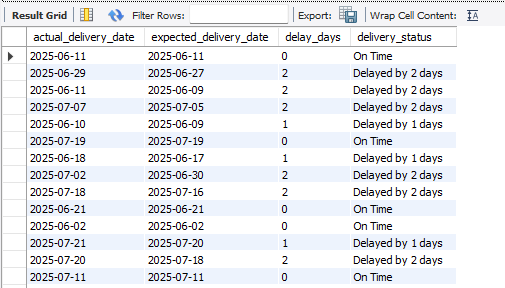 Result Grid Filter Rows: Export: Wrap Cell Content:
actual_delivery_date expected_delivery_date delay_days delivery_status
2025-06-11 2025-06-11 0 On Time
2025-06-29 2025-06-27 2 Delayed by 2 days
2025-06-11 2025-06-09 2 Delayed by 2 days
2025-07-07 2025-07-05 2 Delayed by 2 days
2025-06-10 2025-06-09 1 Delayed by 1 days
2025-07-19 2025-07-19 0 On Time
2025-06-18 2025-06-17 1 Delayed by 1 days
2025-07-02 2025-06-30 2 Delayed by 2 days
2025-07-18 2025-07-16 2 Delayed by 2 days
2025-06-21 2025-06-21 0 On Time
2025-06-02 2025-06-02 0 On Time
2025-07-21 2025-07-20 1 Delayed by 1 days
2025-07-20 2025-07-18 2 Delayed by 2 days
2025-07-11 2025-07-11 0 On Time